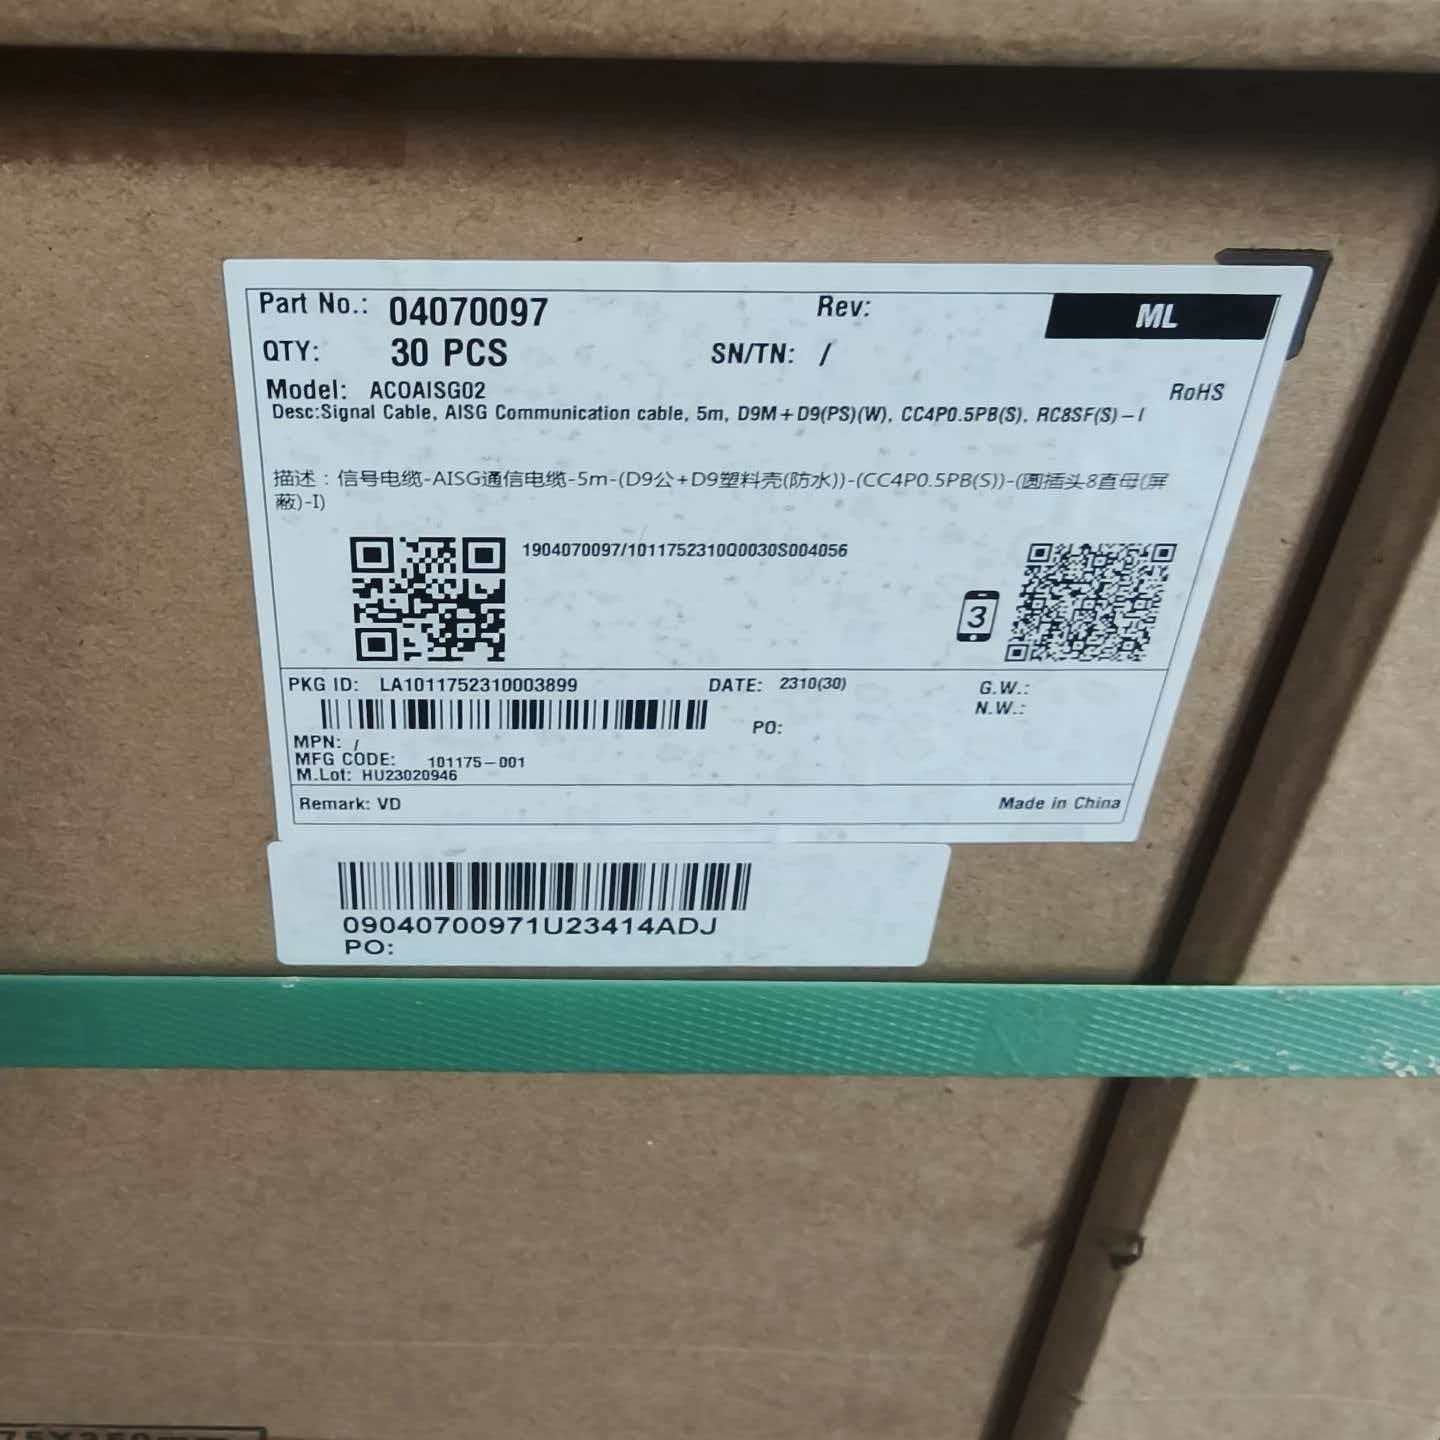 Part No.: 04070097 Rev: ML
QTY: 30 PCS SN/TN: /
Model: ACOAISG02 RoHS
Desc:Signal Cable, AISG Communication cable, 5m, D9M+D9(PS)(W), CC4P0.5PB(S), RC8SF(S)-I
描述：信号电缆-AISG通信电缆-5m-(D9公+D9塑料壳(防水))-(CC4P0.5PB(S))-(圆插头8直母(屏
蔽)-I)
1904070097/1011752310Q0030S004056
3
PKG ID: LA1011752310003899 DATE: 2310(30) G.W.:
N.W.:
PO:
MPN: /
MFG CODE: 101175-001
M.Lot: HU23020946
Remark: VD Made in China
09040700971U23414ADJ
PO: